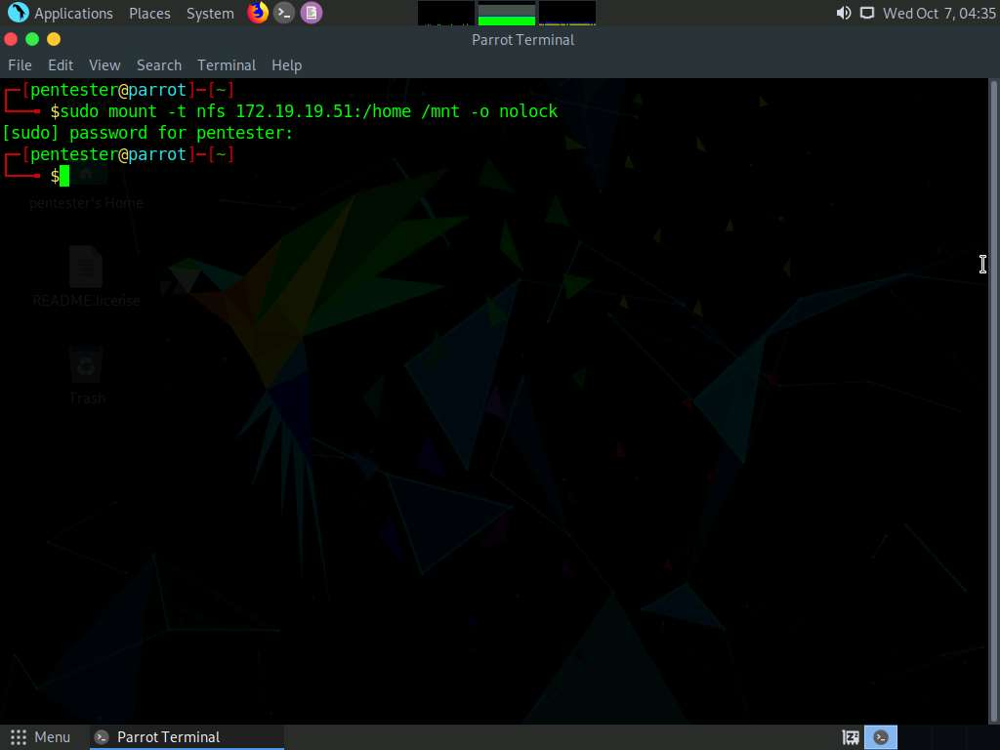 Applications Places System Wed Oct 7, 04:35
Parrot Terminal
File Edit View Search Terminal Help
┌─[pentester@parrot]─[~]
└──╼ $sudo mount -t nfs 172.19.19.51:/home /mnt -o nolock
[sudo] password for pentester:
┌─[pentester@parrot]─[~]
└──╼ $
pentester's Home
README.license
Trash
Menu Parrot Terminal